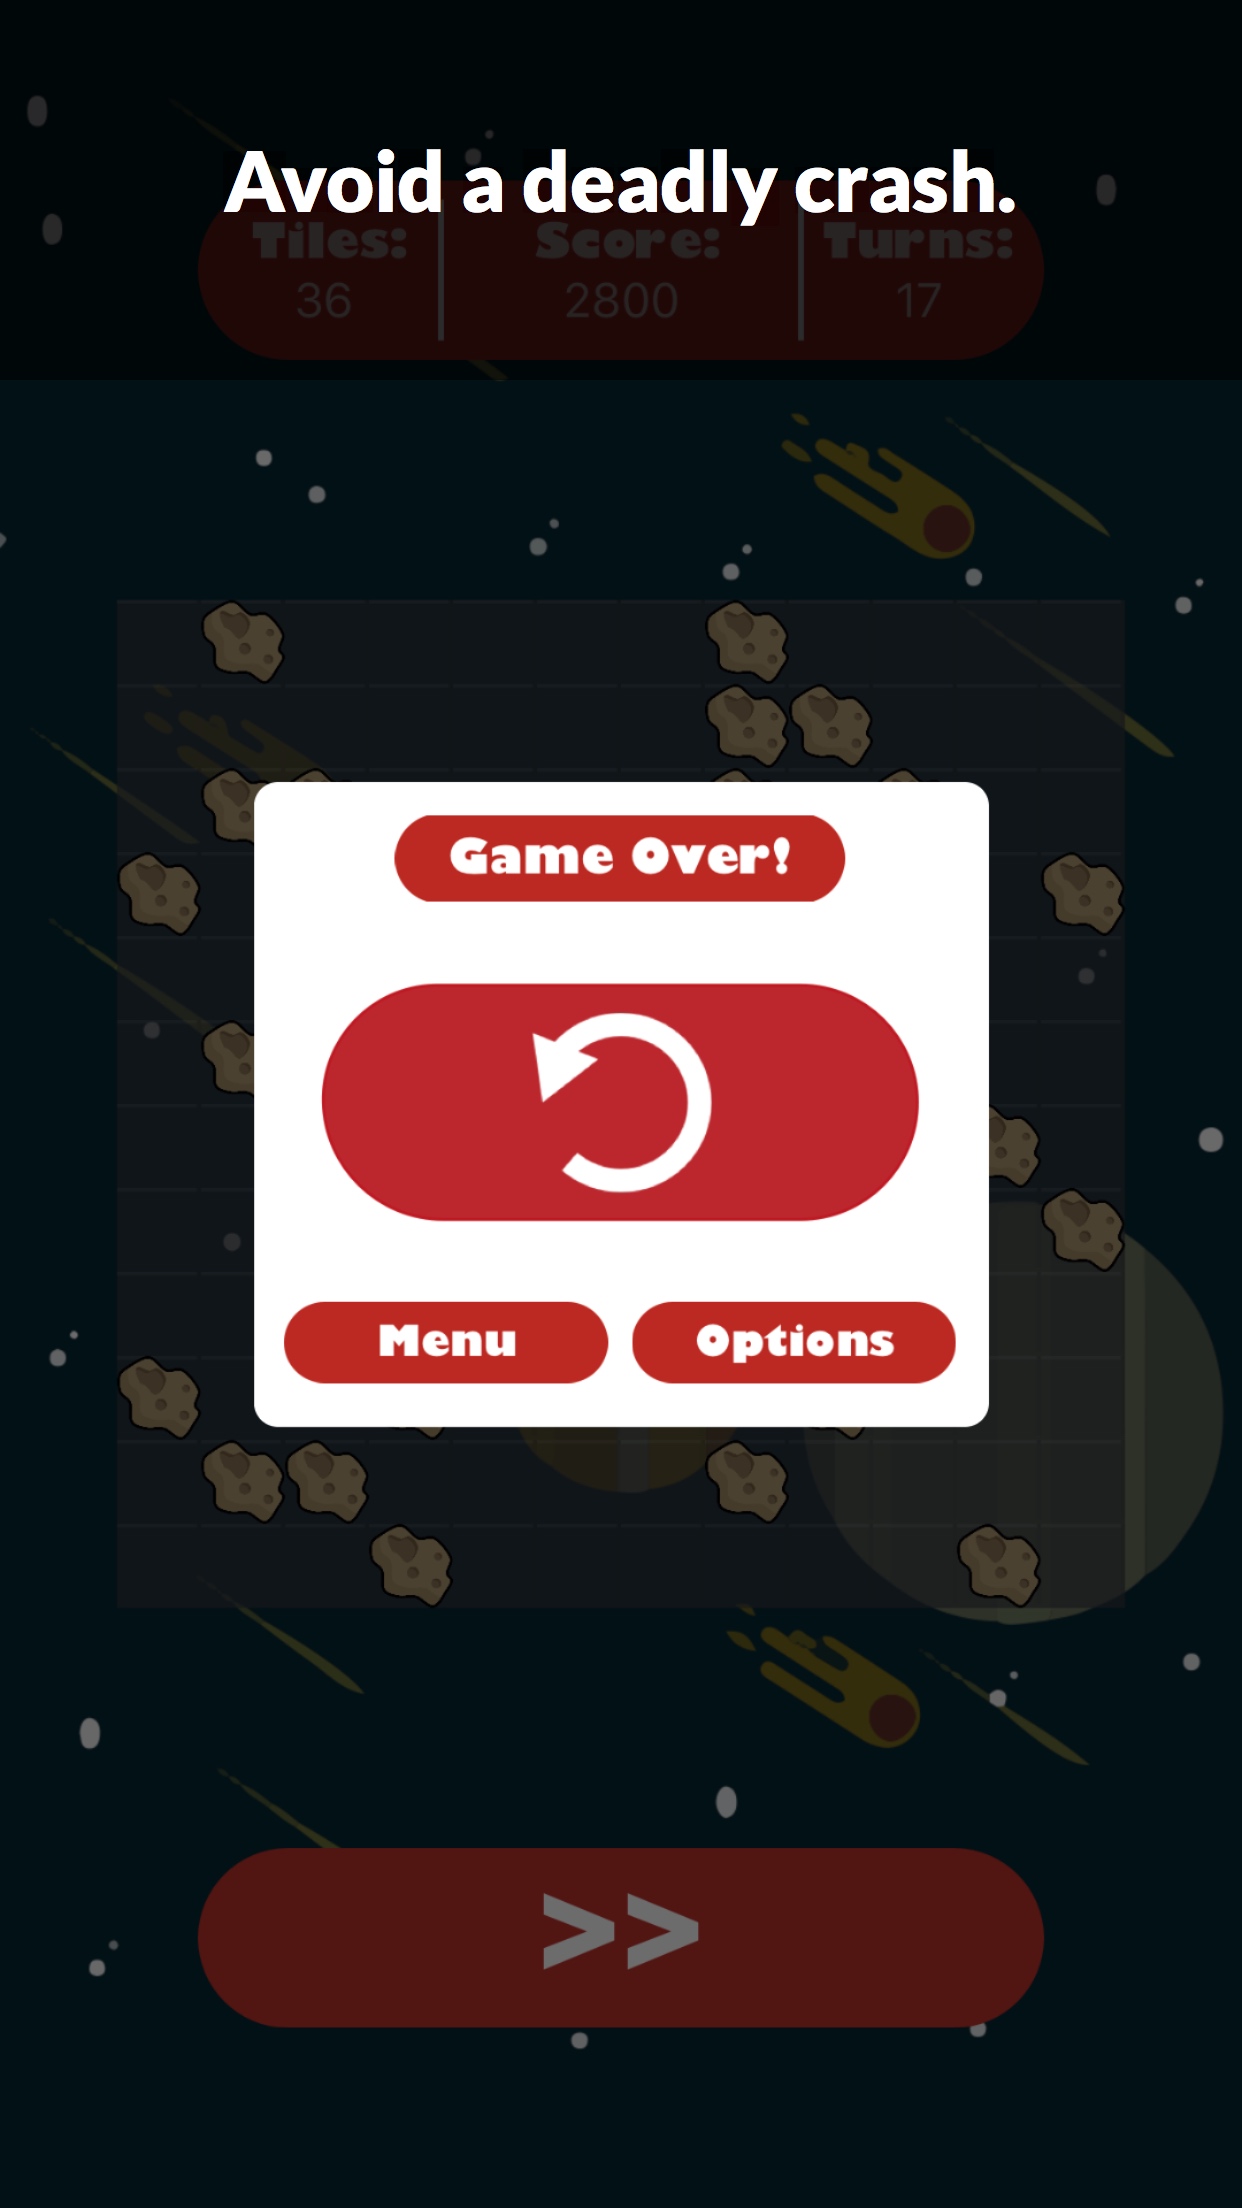 Avoid a deadly crash.
Tiles: Score: Turns:
36 2800 17
Game Over!
Menu Options
>>